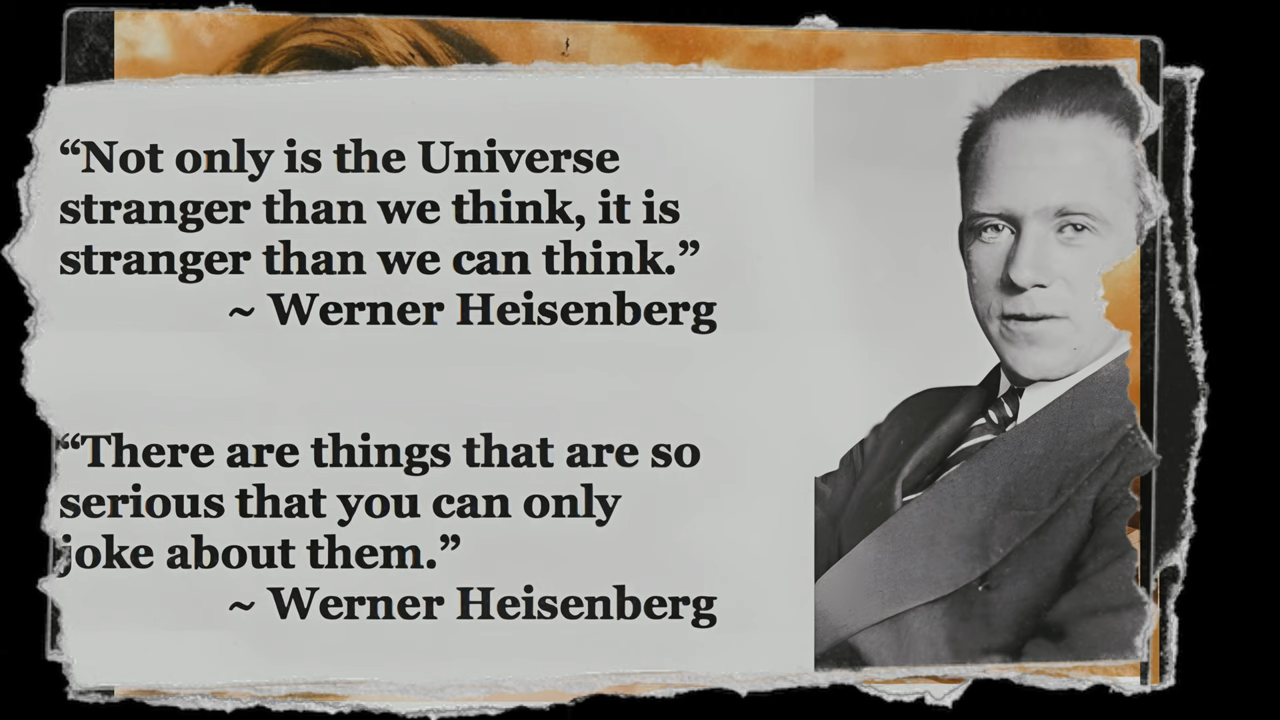 “Not only is the Universe
stranger than we think, it is
stranger than we can think.”
~ Werner Heisenberg
“There are things that are so
serious that you can only
joke about them.”
~ Werner Heisenberg